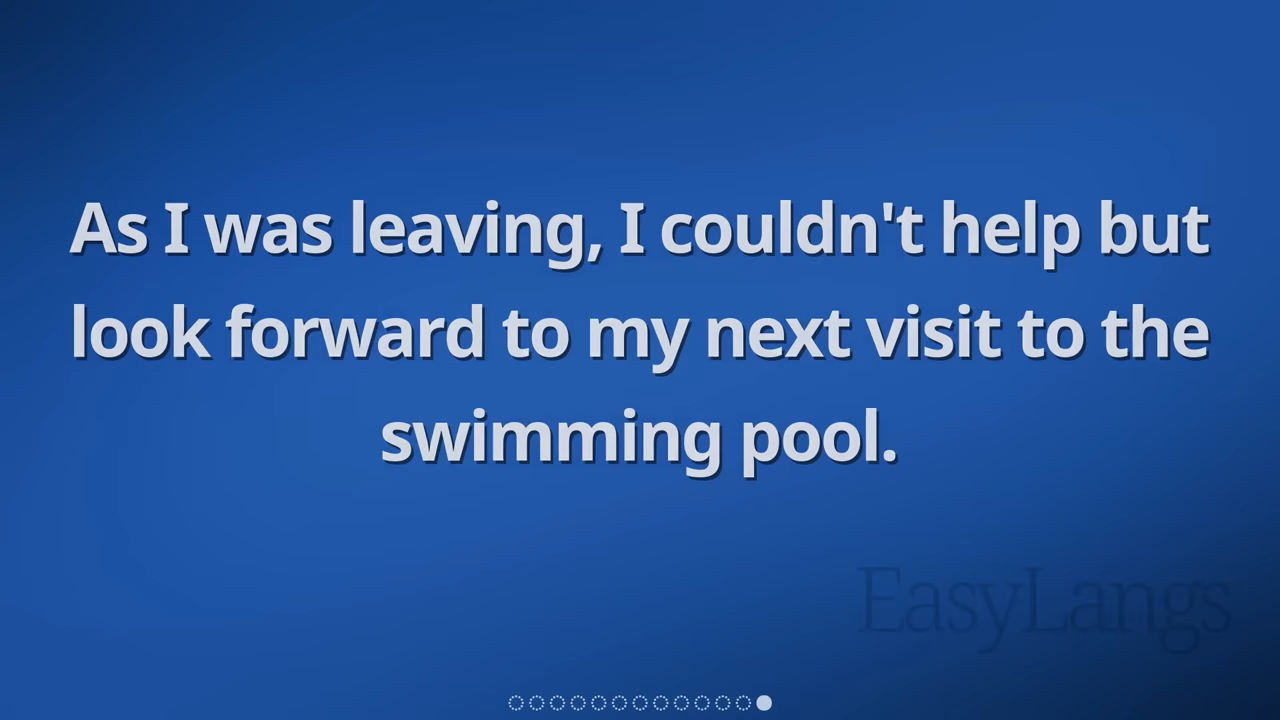 As I was leaving, I couldn't help but
look forward to my next visit to the
swimming pool.
EasyLangs